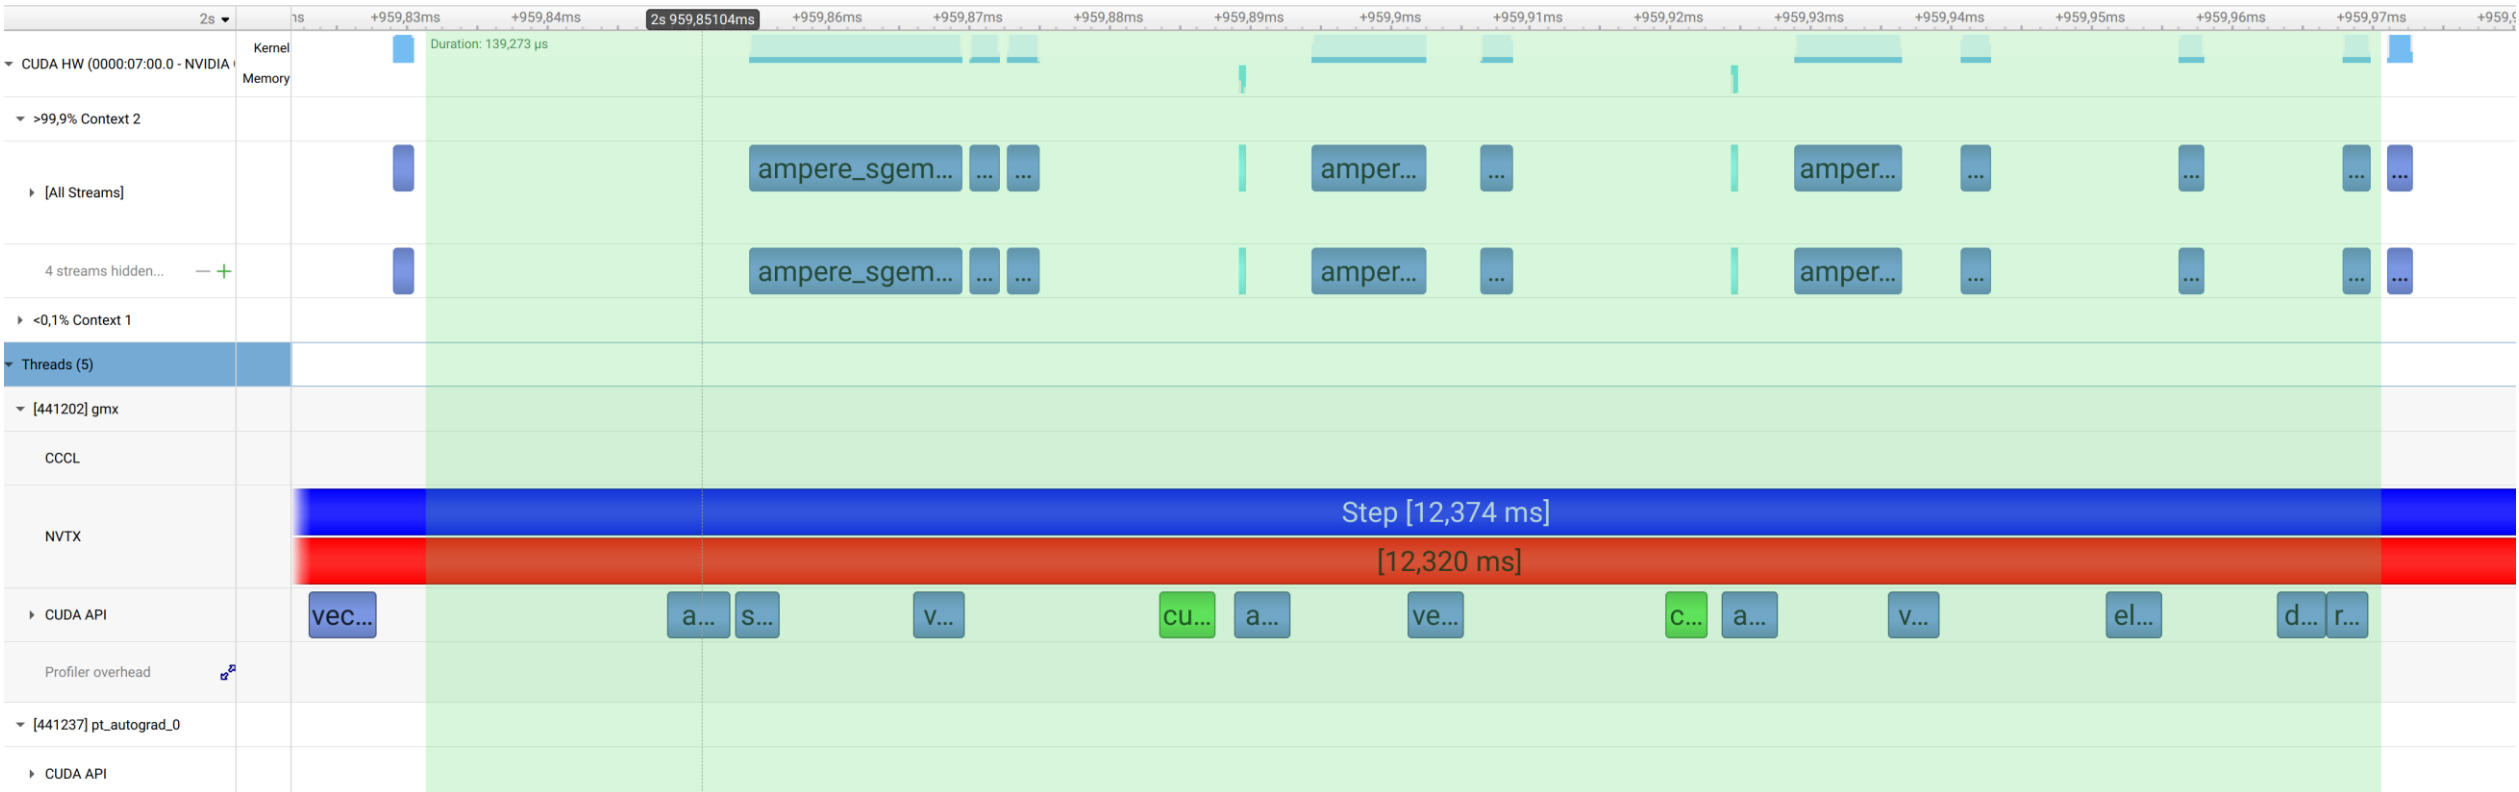 2s
ns +959,83ms +959,84ms 2s 959,85104ms +959,86ms +959,87ms +959,88ms +959,89ms +959,9ms +959,91ms +959,92ms +959,93ms +959,94ms +959,95ms +959,96ms +959,97ms +959,9
Kernel
Duration: 139,273 µs
CUDA HW (0000:07:00.0 - NVIDIA
Memory
>99,9% Context 2
[All Streams]
ampere_sgem... ... ... amper... ... amper... ... ... ... ...
4 streams hidden... — +
ampere_sgem... ... ... amper... ... amper... ... ... ... ...
<0,1% Context 1
Threads (5)
[441202] gmx
CCCL
NVTX
Step [12,374 ms]
[12,320 ms]
CUDA API
vec... a... s... v... cu... a... ve... c... a... v... el... d... r...
Profiler overhead
[441237] pt_autograd_0
CUDA API